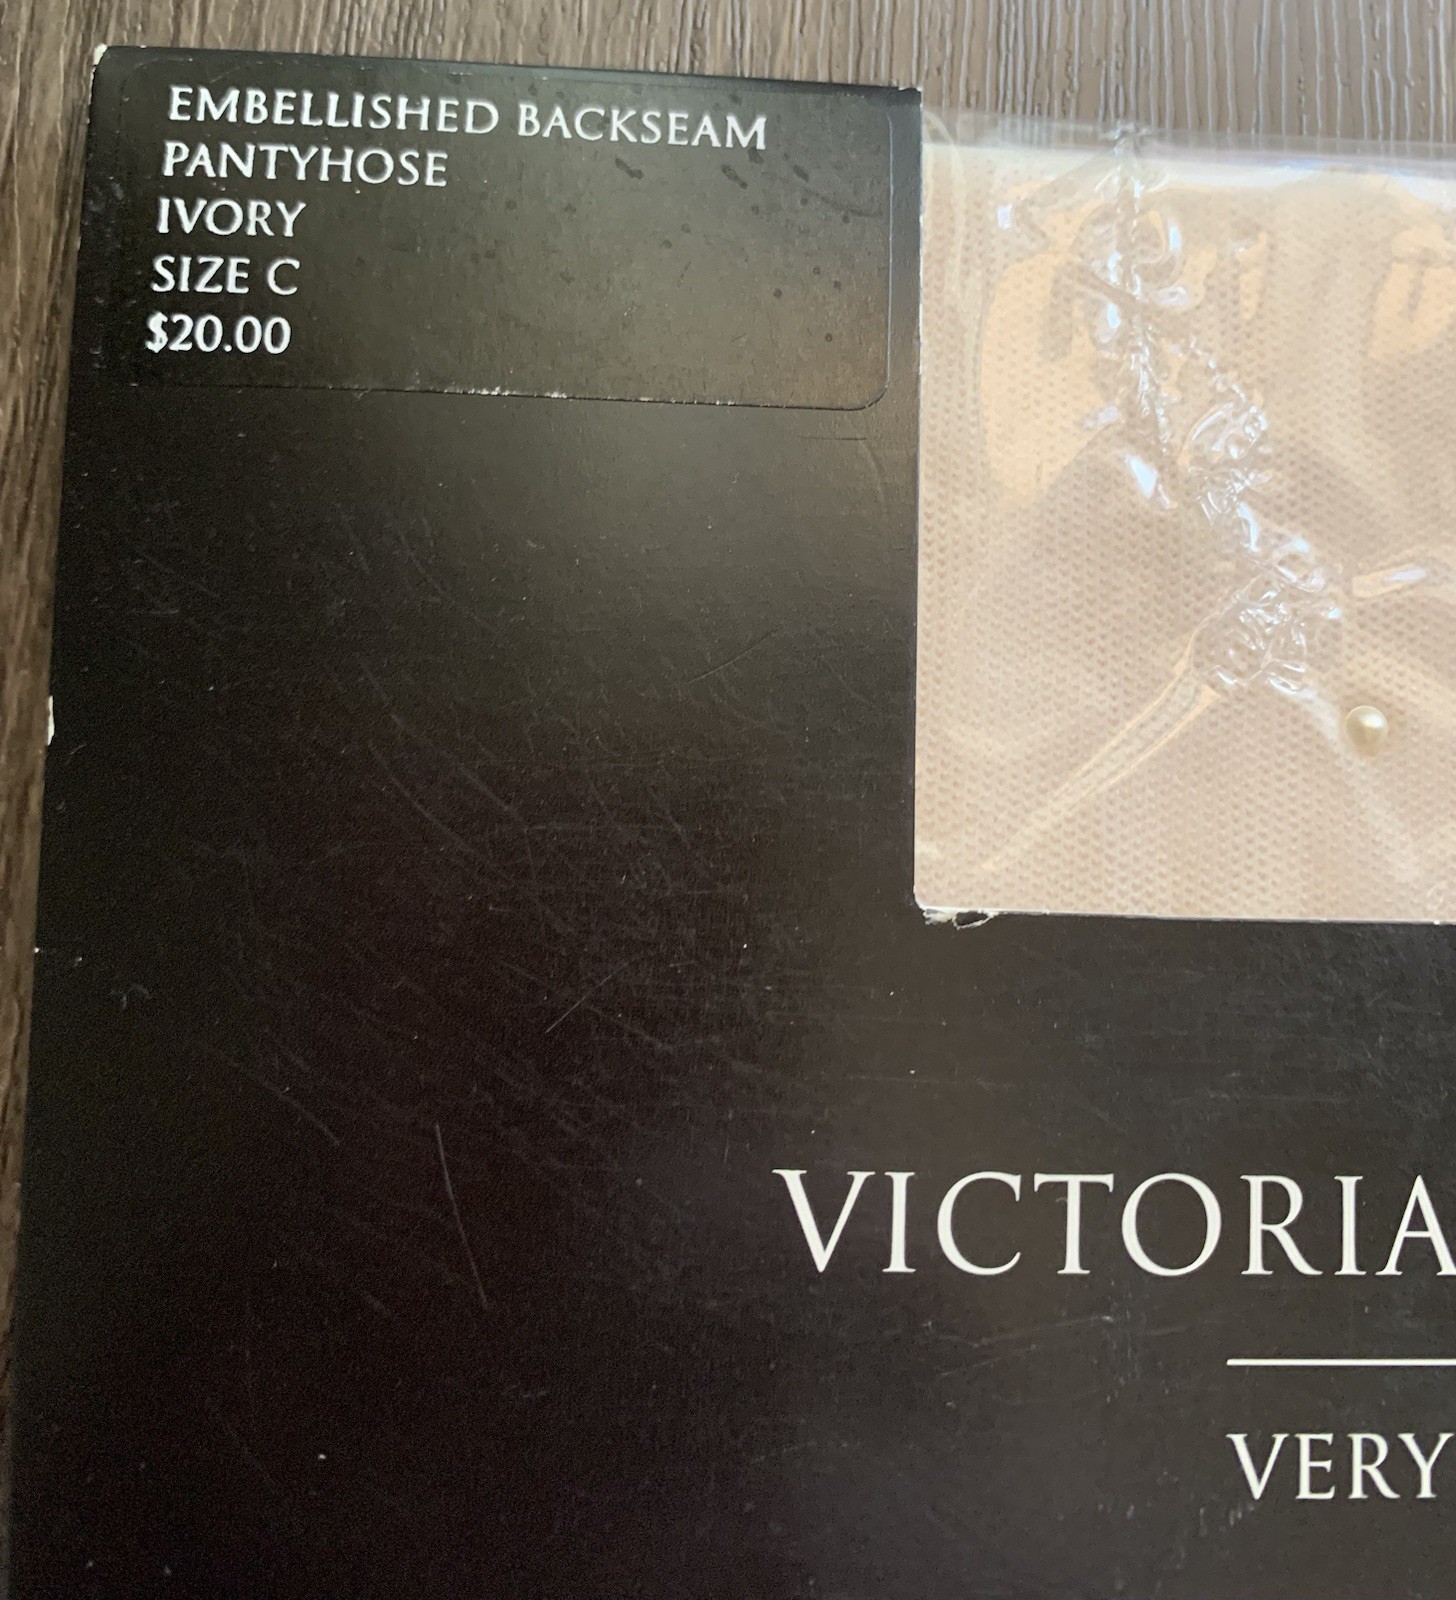 EMBELLISHED BACKSEAM
PANTYHOSE
IVORY
SIZE C
$20.00
VICTORIA
VERY